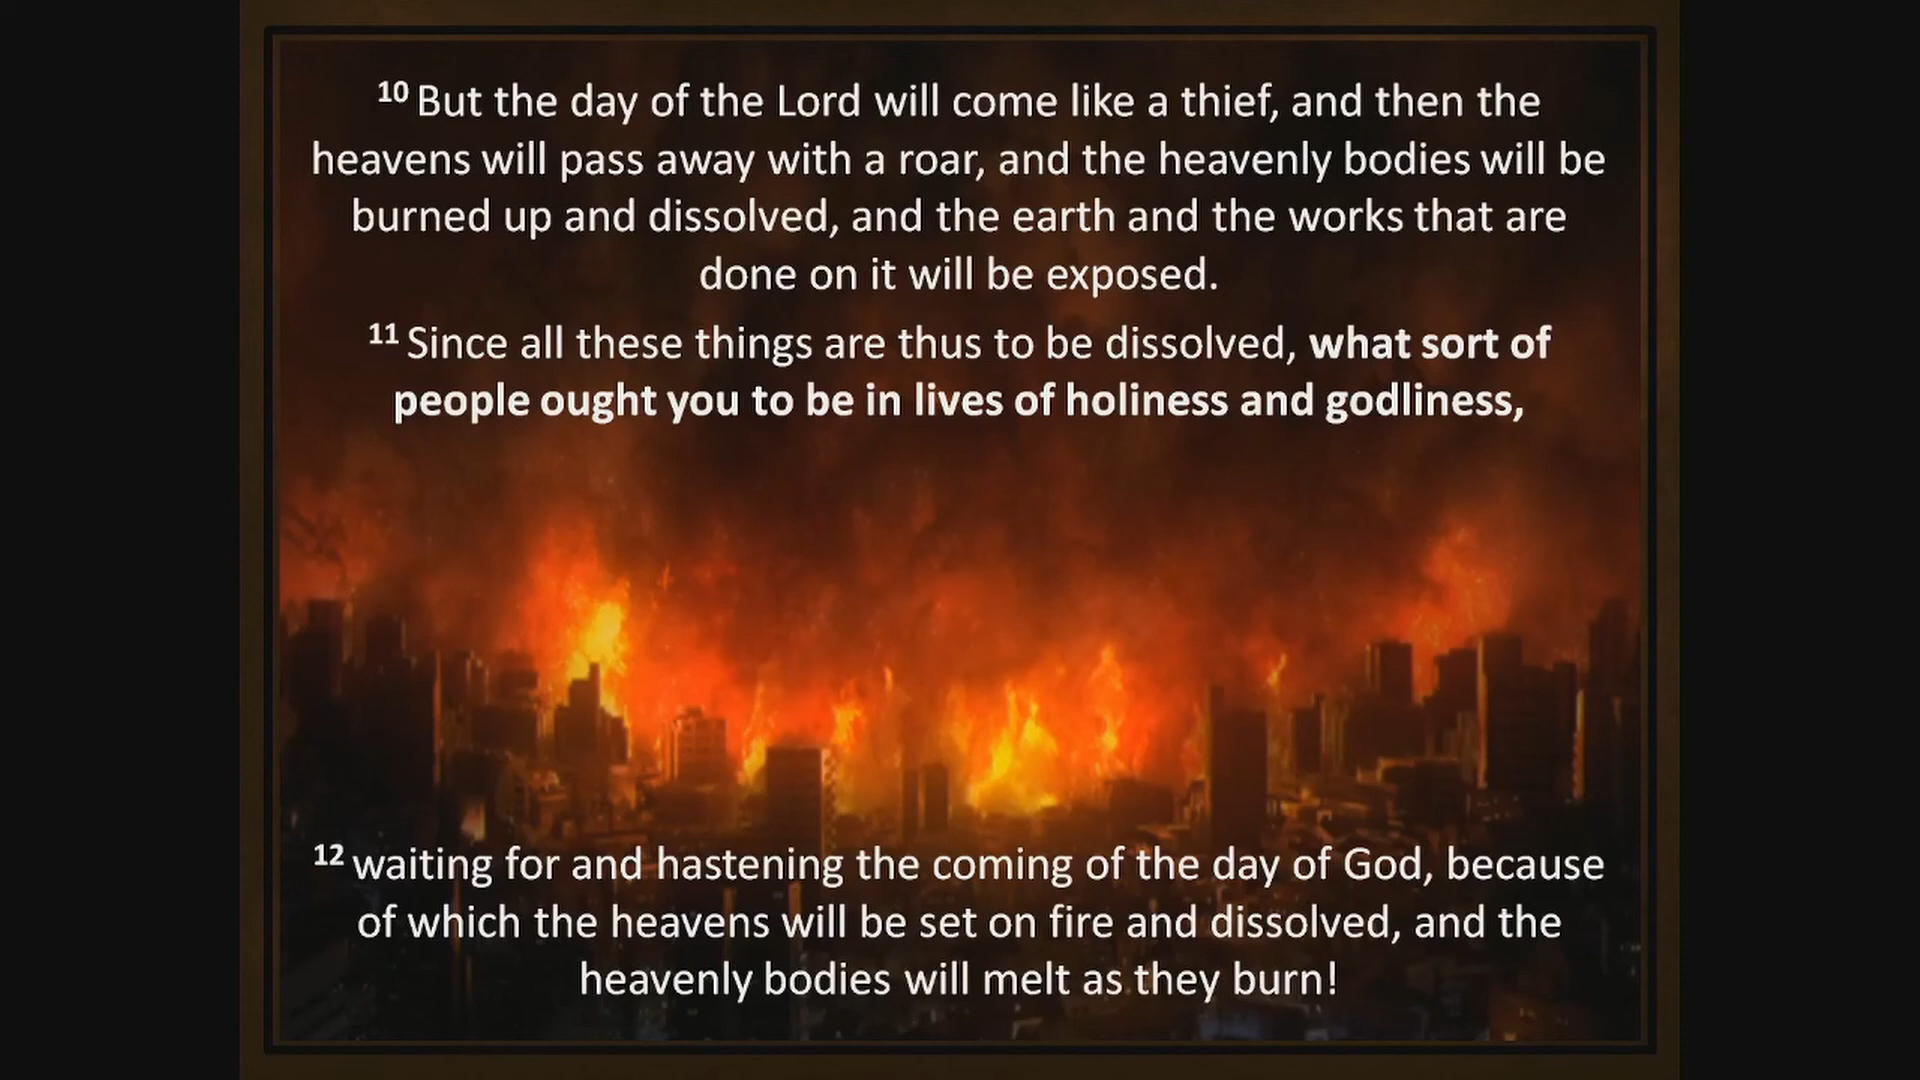 10 But the day of the Lord will come like a thief, and then the
heavens will pass away with a roar, and the heavenly bodies will be
burned up and dissolved, and the earth and the works that are
done on it will be exposed.
11 Since all these things are thus to be dissolved, what sort of
people ought you to be in lives of holiness and godliness,
12 waiting for and hastening the coming of the day of God, because
of which the heavens will be set on fire and dissolved, and the
heavenly bodies will melt as they burn!